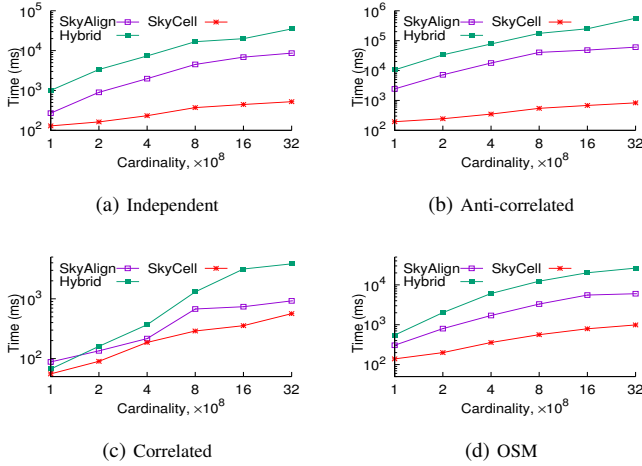 SkyAlign SkyCell
Hybrid
Time (ms)
10^5
10^4
10^3
10^2
1 2 4 8 16 32
Cardinality, ×10^8
(a) Independent
SkyAlign SkyCell
Hybrid
Time (ms)
10^6
10^5
10^4
10^3
10^2
1 2 4 8 16 32
Cardinality, ×10^8
(b) Anti-correlated
SkyAlign SkyCell
Hybrid
Time (ms)
10^3
10^2
1 2 4 8 16 32
Cardinality, ×10^8
(c) Correlated
SkyAlign SkyCell
Hybrid
Time (ms)
10^4
10^3
10^2
1 2 4 8 16 32
Cardinality, ×10^8
(d) OSM